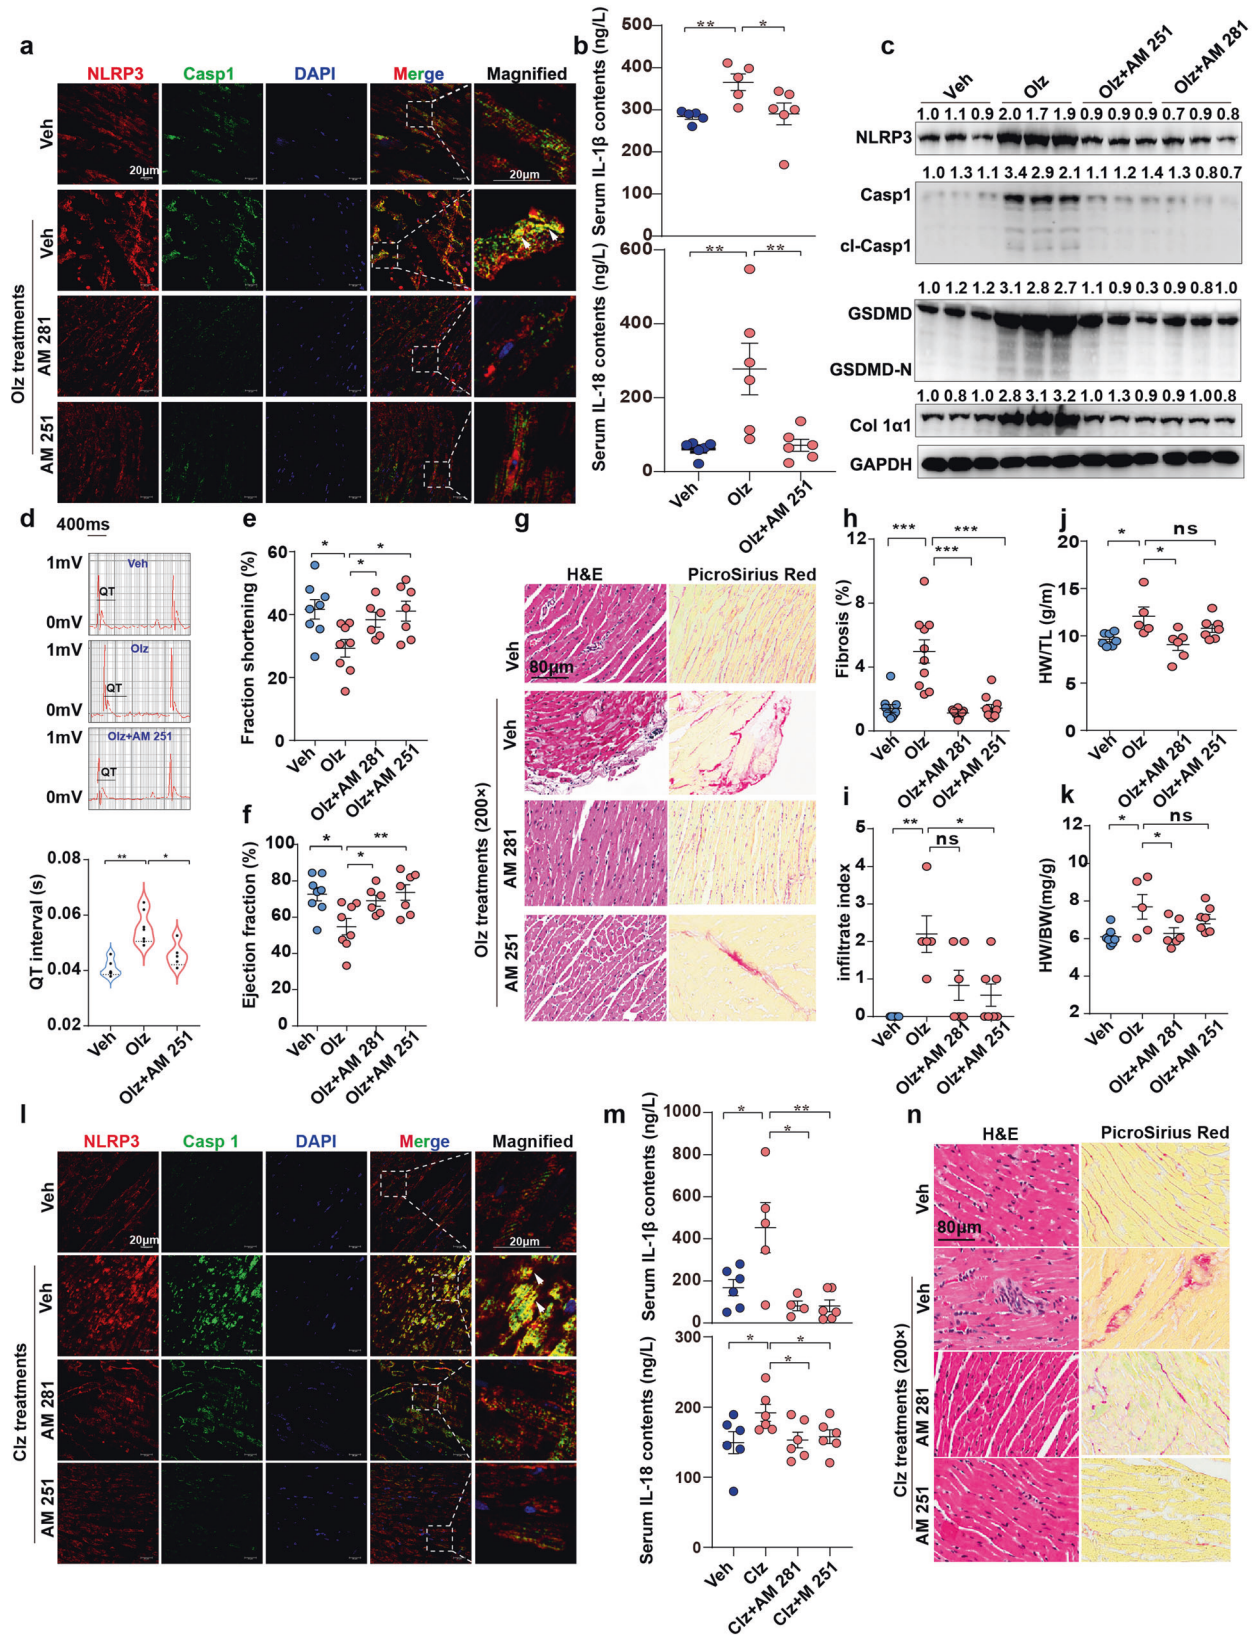 a
NLRP3 Casp1 DAPI Merge Magnified
Veh
20µm
20µm
Olz treatments
Veh
AM 281
AM 251
b
Serum IL-1β contents (ng/L)
500
400
300
200
100
0
** *
Serum IL-18 contents (ng/L)
600
400
200
0
** **
Veh Olz Olz+AM 251
c
Veh Olz Olz+AM 251 Olz+AM 281
1.0 1.1 0.9 2.0 1.7 1.9 0.9 0.9 0.9 0.7 0.9 0.8
NLRP3
1.0 1.3 1.1 3.4 2.9 2.1 1.1 1.2 1.4 1.3 0.8 0.7
Casp1
cl-Casp1
1.0 1.2 1.2 3.1 2.8 2.7 1.1 0.9 0.3 0.9 0.8 1.0
GSDMD
GSDMD-N
1.0 0.8 1.0 2.8 3.1 3.2 1.0 1.3 0.9 0.9 1.0 0.8
Col 1α1
GAPDH
d
400ms
1mV
Veh
QT
0mV
1mV
Olz
QT
0mV
1mV
Olz+AM 251
QT
0mV
QT interval (s)
0.08
0.06
0.04
0.02
** *
Veh Olz Olz+AM 251
e
Fraction shortening (%)
60
40
20
0
* * *
Veh Olz Olz+AM 281 Olz+AM 251
f
Ejection fraction (%)
100
80
60
40
20
0
* * **
Veh Olz Olz+AM 281 Olz+AM 251
g
H&E PicroSirius Red
Veh
80µm
Olz treatments (200×)
Veh
AM 281
AM 251
h
Fibrosis (%)
12
8
4
0
*** *** ***
Veh Olz Olz+AM 281 Olz+AM 251
i
infiltrate index
5
4
3
2
1
0
** ns *
Veh Olz Olz+AM 281 Olz+AM 251
j
HW/TL (g/m)
20
15
10
5
0
* * ns
Veh Olz Olz+AM 281 Olz+AM 251
k
HW/BW(mg/g)
12
10
8
6
4
2
* * ns
Veh Olz Olz+AM 281 Olz+AM 251
l
NLRP3 Casp 1 DAPI Merge Magnified
Veh
20µm
20µm
Clz treatments
Veh
AM 281
AM 251
m
Serum IL-1β contents (ng/L)
1000
800
600
400
200
0
* * **
Serum IL-18 contents (ng/L)
300
200
100
0
* * *
Veh Clz Clz+AM 281 Clz+M 251
n
H&E PicroSirius Red
Veh
80µm
Clz treatments (200×)
Veh
AM 281
AM 251